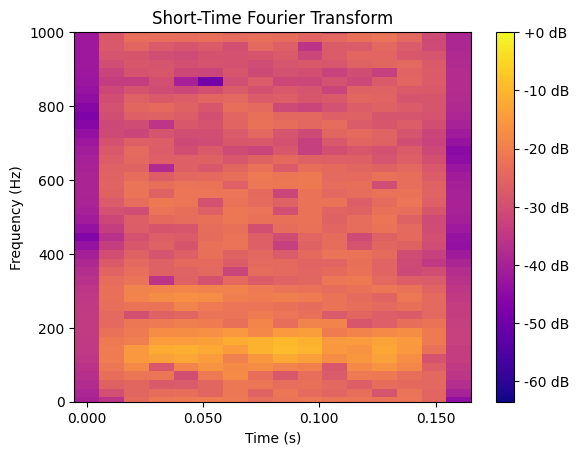 Short-Time Fourier Transform
1000
800
600
400
200
0
Frequency (Hz)
0.000
0.050
0.100
0.150
Time (s)
+0 dB
-10 dB
-20 dB
-30 dB
-40 dB
-50 dB
-60 dB